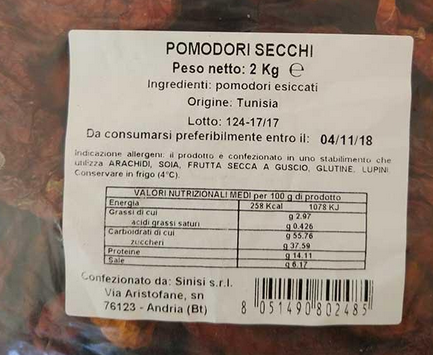 POMODORI SECCHI
Peso netto: 2 Kg ℮
Ingredienti: pomodori esiccati
Origine: Tunisia
Lotto: 124-17/17
Da consumarsi preferibilmente entro il: 04/11/18
Indicazione allergeni: il prodotto è confezionato in uno stabilimento che
utilizza ARACHIDI, SOIA, FRUTTA SECCA A GUSCIO, GLUTINE, LUPINI
Conservare in frigo (4°C).
VALORI NUTRIZIONALI MEDI per 100 g di prodotto
Energia 258 Kcal 1078 KJ
Grassi di cui g 2.97
acidi grassi saturi g 0.426
Carboidrati di cui g 55.76
zuccheri g 37.59
Proteine g 14.11
Sale g 6.17
Confezionato da: Sinisi s.r.l.
Via Aristofane, sn
76123 - Andria (Bt)
8 051490 802485